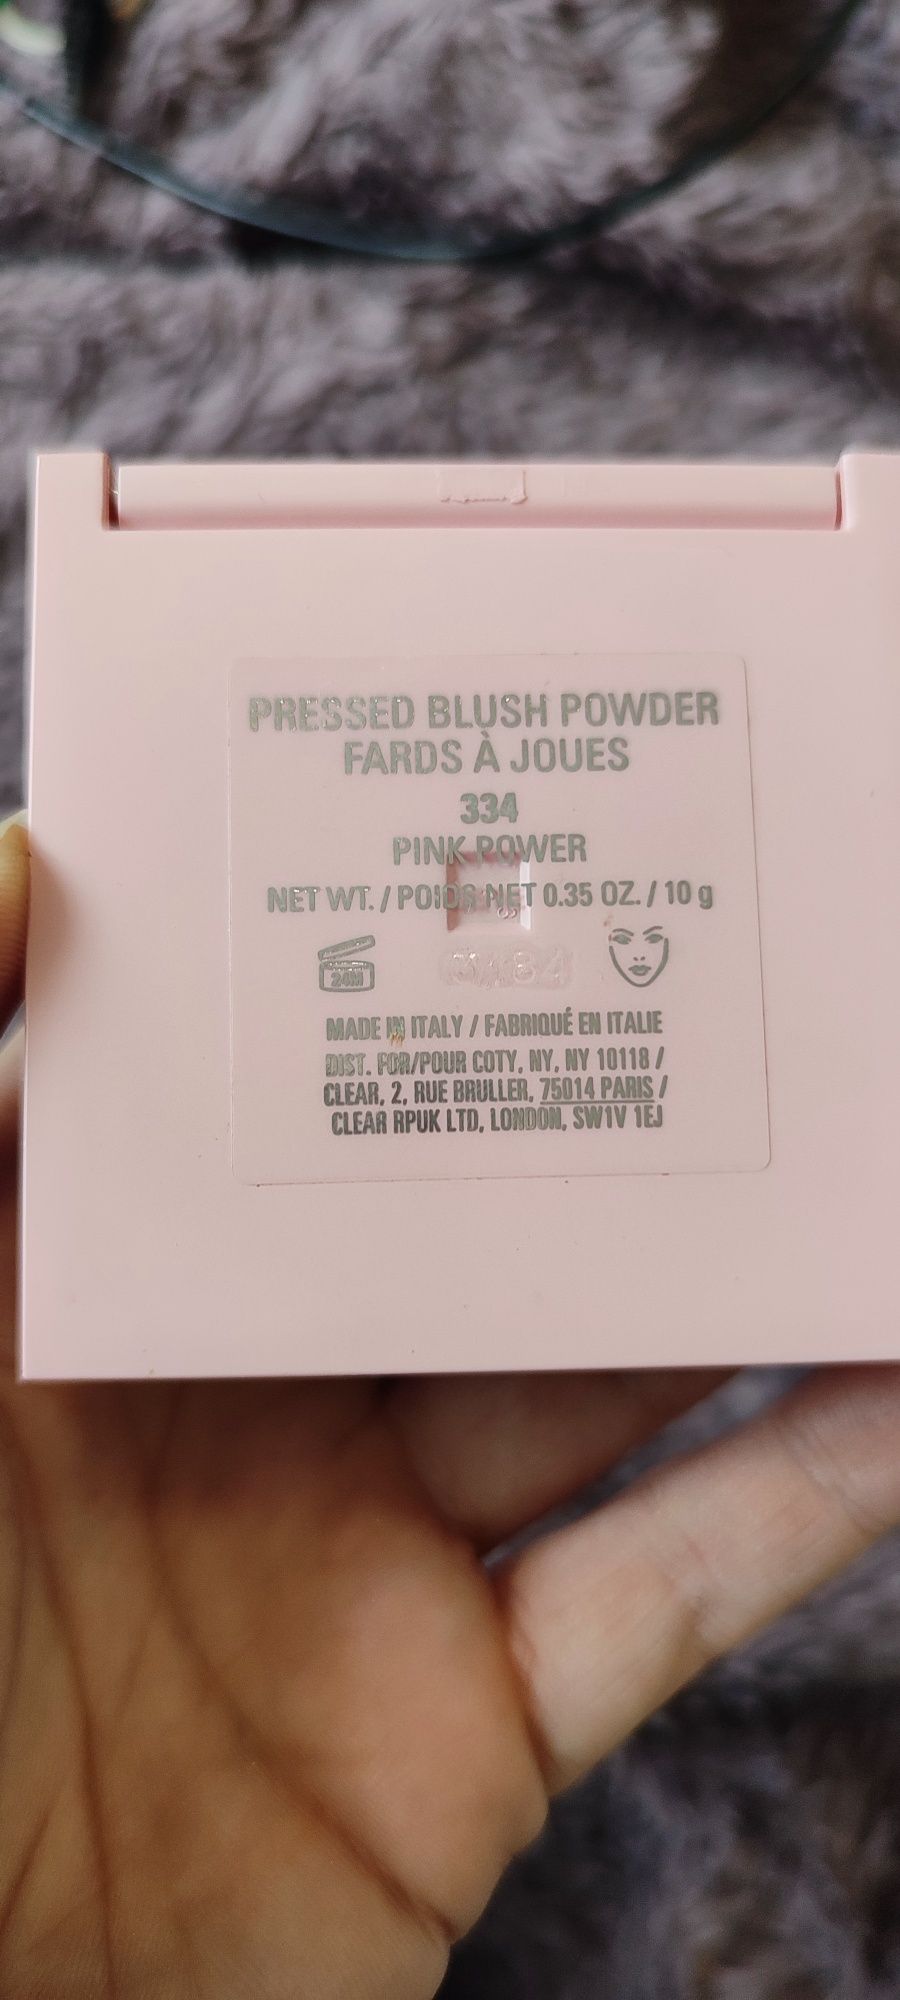 PRESSED BLUSH POWDER
FARDS À JOUES
334
PINK POWER
NET WT. / POIDS NET 0.35 OZ. / 10 g
24M
MADE IN ITALY / FABRIQUÉ EN ITALIE
DIST. FOR/POUR COTY, NY, NY 10118 /
CLEAR, 2, RUE BRULLER, 75014 PARIS /
CLEAR RPUK LTD, LONDON, SW1V 1EJ